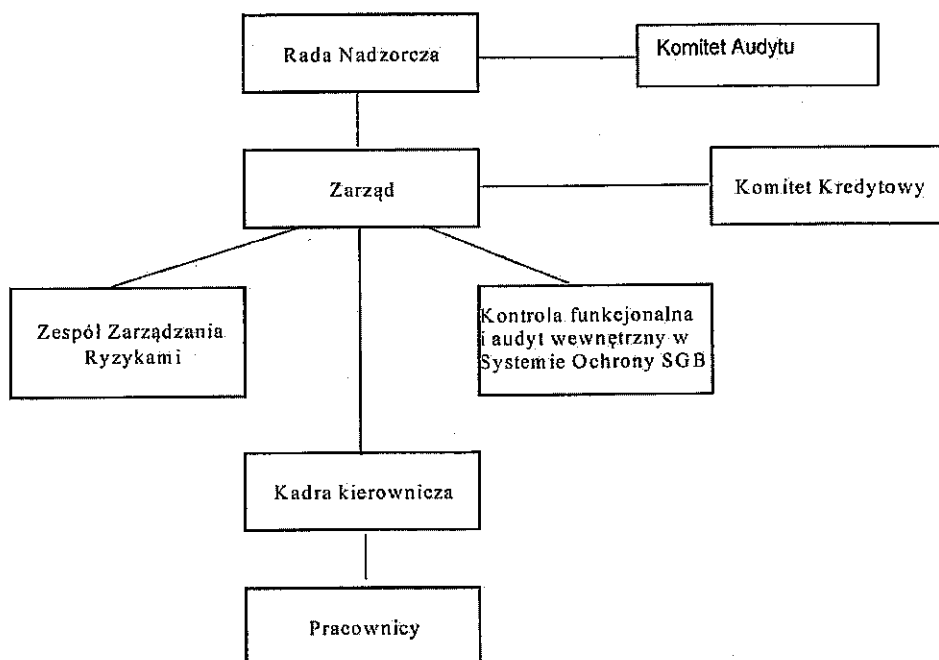 Rada Nadzorcza
Komitet Audytu
Zarząd
Komitet Kredytowy
Zespół Zarządzania
Ryzykami
Kontrola funkcjonalna
i audyt wewnętrzny w
Systemie Ochrony SGB
Kadra kierownicza
Pracownicy